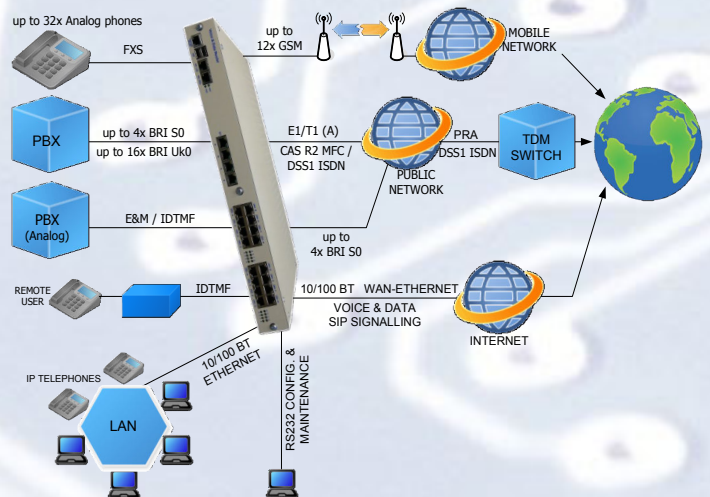 up to 32x Analog phones
FXS
up to
12x GSM
MOBILE
NETWORK
PBX
up to 4x BRI S0
up to 16x BRI Uk0
E1/T1 (A)
CAS R2 MFC /
DSS1 ISDN
PRA
DSS1 ISDN
PUBLIC
NETWORK
TDM
SWITCH
PBX
(Analog)
E&M / IDTMF
up to
4x BRI S0
REMOTE
USER
IDTMF
10/100 BT WAN-ETHERNET
VOICE & DATA
SIP SIGNALLING
INTERNET
10/100 BT
ETHERNET
RS232 CONFIG. &
MAINTENANCE
IP TELEPHONES
LAN